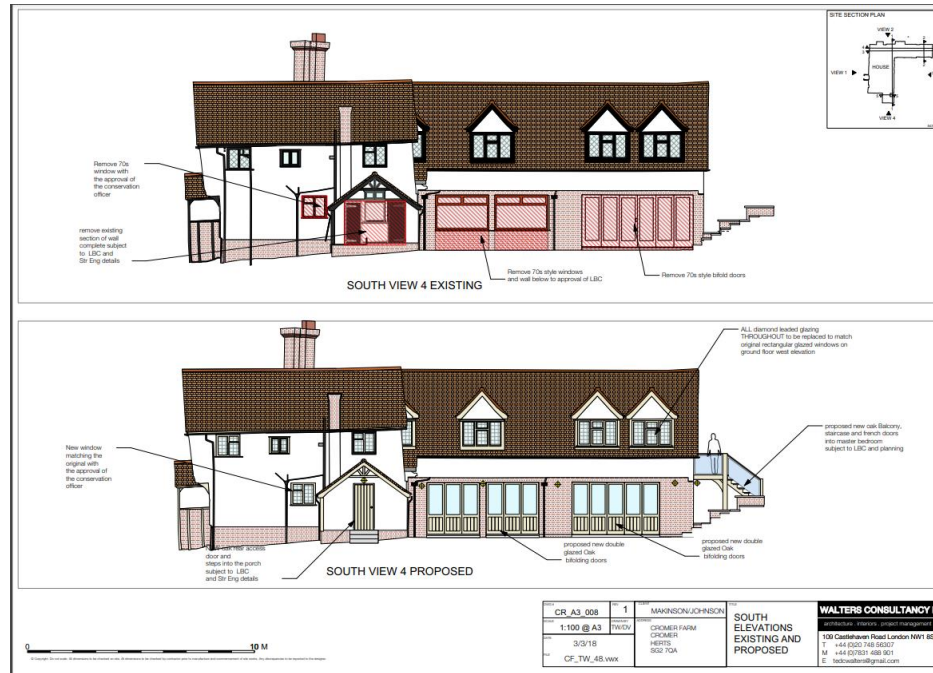 SITE SECTION PLAN
VIEW 2
VIEW 1
HOUSE
VIEW 4
Remove 70s
window with
the approval of
the conservation
officer
remove existing
section of wall
complete subject
to LBC and
Str Eng details
Remove 70s style windows
and wall below to approval of LBC
Remove 70s style bifold doors
SOUTH VIEW 4 EXISTING
ALL diamond leaded glazing
THROUGHOUT to be replaced to match
original rectangular glazed windows on
ground floor west elevation
New window
matching the
original with
the approval of
the conservation
officer
proposed new oak Balcony,
staircase and french doors
into master bedroom
subject to LBC and planning
oak rear access
door and
steps into the porch
subject to LBC
and Str Eng details
proposed new double
glazed Oak
bifolding doors
proposed new double
glazed Oak
bifolding doors
SOUTH VIEW 4 PROPOSED
0
10 M
CR_A3_008
1
MAKINSON/JOHNSON
1:100 @ A3
TW/DV
3/3/18
CF_TW_48.vwx
CROMER FARM
CROMER
HERTS
SG2 7QA
SOUTH
ELEVATIONS
EXISTING AND
PROPOSED
WALTERS CONSULTANCY
architecture . interiors . project management
109 Castlehaven Road London NW1 8S
T +44 (0)20 748 56307
M +44 (0)7831 488 901
E tedcwalters@gmail.com